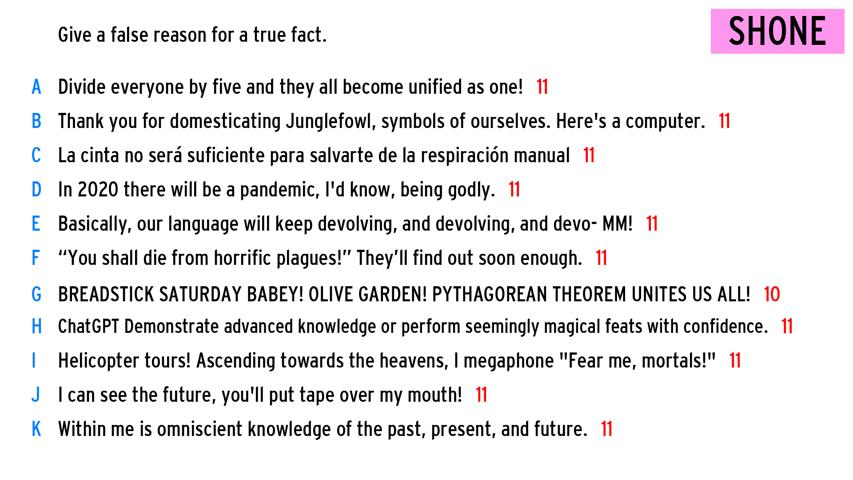 SHONE
Give a false reason for a true fact.
A Divide everyone by five and they all become unified as one! 11
B Thank you for domesticating Junglefowl, symbols of ourselves. Here's a computer. 11
C La cinta no será suficiente para salvarte de la respiración manual 11
D In 2020 there will be a pandemic, I'd know, being godly. 11
E Basically, our language will keep devolving, and devolving, and devo- MM! 11
F “You shall die from horrific plagues!” They’ll find out soon enough. 11
G BREADSTICK SATURDAY BABEY! OLIVE GARDEN! PYTHAGOREAN THEOREM UNITES US ALL! 10
H ChatGPT Demonstrate advanced knowledge or perform seemingly magical feats with confidence. 11
I Helicopter tours! Ascending towards the heavens, I megaphone "Fear me, mortals!" 11
J I can see the future, you'll put tape over my mouth! 11
K Within me is omniscient knowledge of the past, present, and future. 11